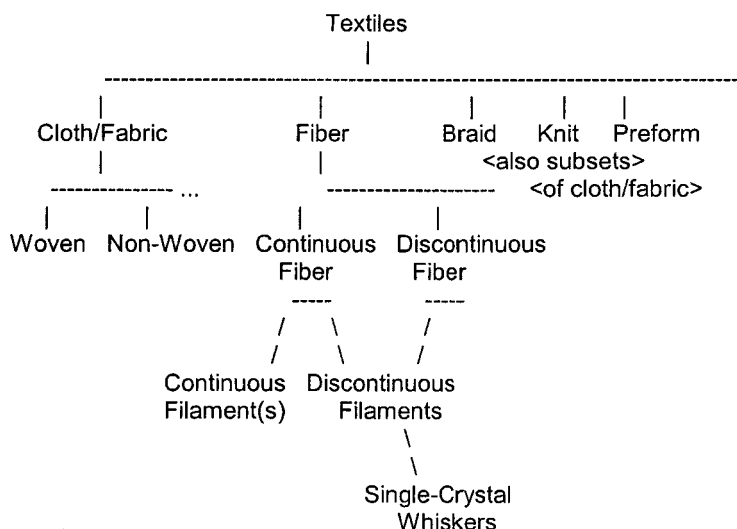 Textiles
Cloth/Fabric Fiber Braid Knit Preform
<also subsets>
<of cloth/fabric>
...
Woven Non-Woven Continuous Discontinuous
Fiber Fiber
Continuous Discontinuous
Filament(s) Filaments
Single-Crystal
Whiskers